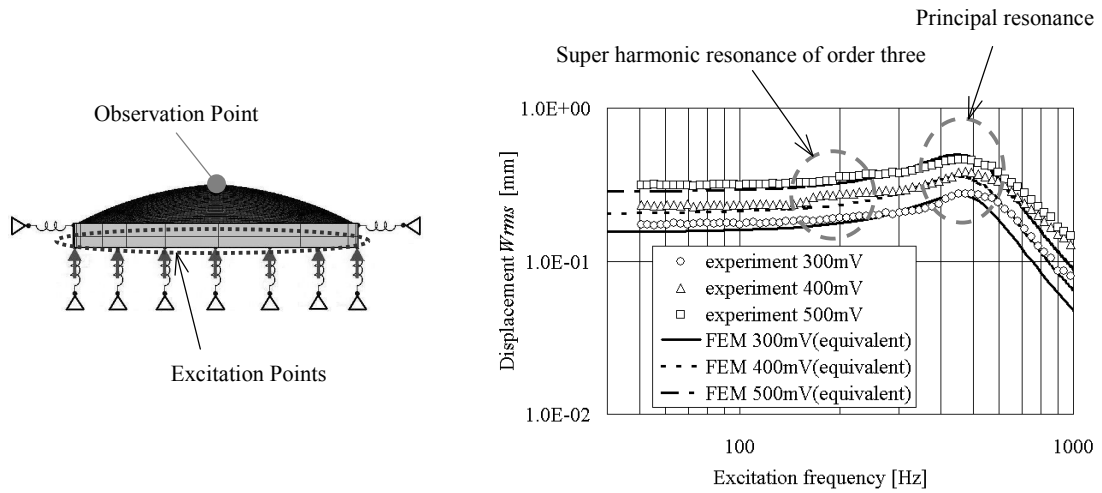 Observation Point
Excitation Points
Principal resonance
Super harmonic resonance of order three
1.0E+00
1.0E-01
1.0E-02
Displacement Wrms [mm]
experiment 300mV
experiment 400mV
experiment 500mV
FEM 300mV(equivalent)
FEM 400mV(equivalent)
FEM 500mV(equivalent)
100
1000
Excitation frequency [Hz]